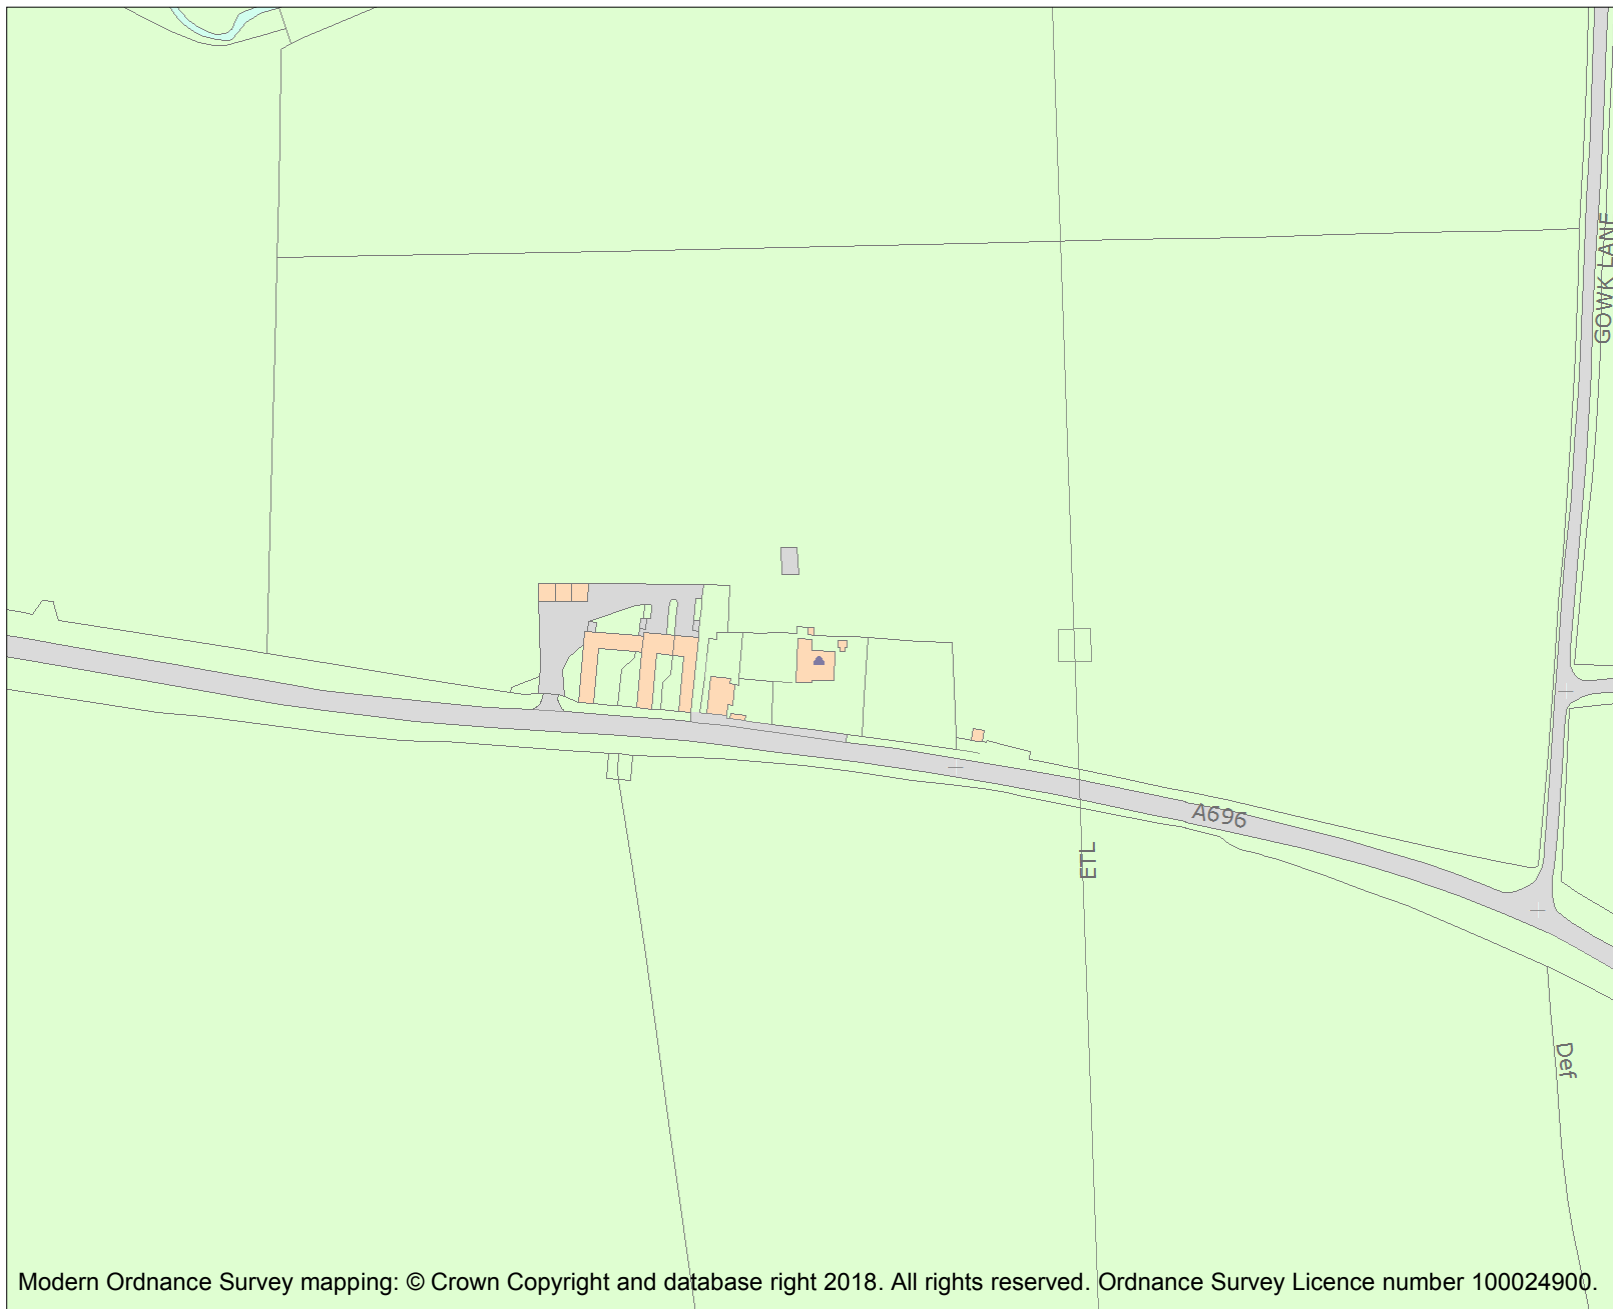 GOWK LANE
A696
ETL
Def
Modern Ordnance Survey mapping: © Crown Copyright and database right 2018. All rights reserved. Ordnance Survey Licence number 100024900.